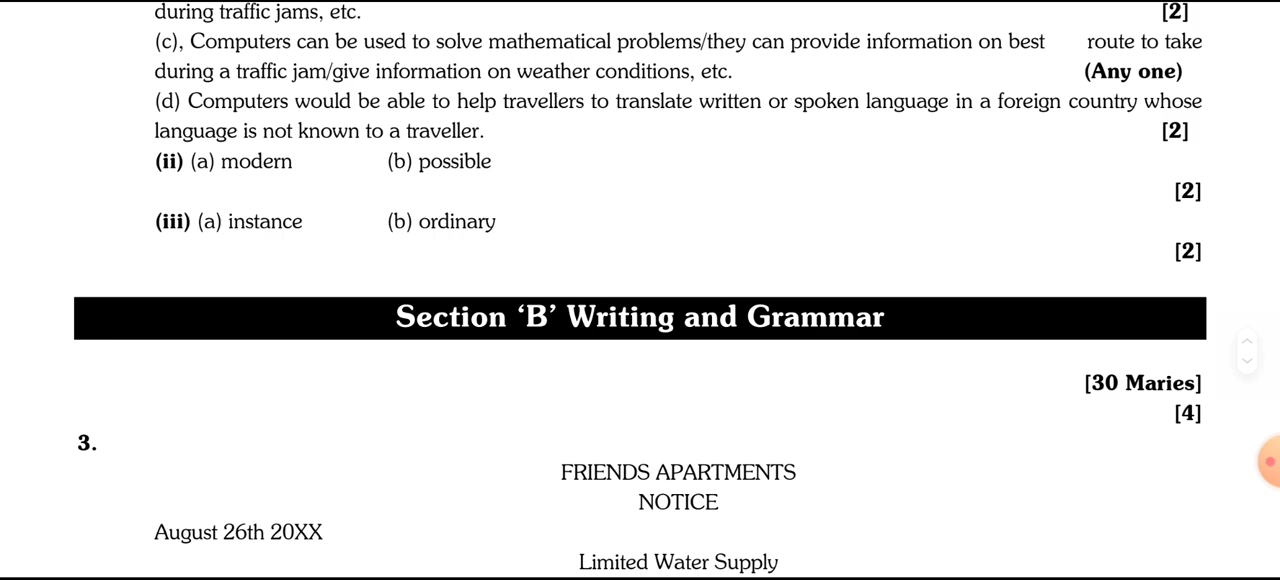 during traffic jams, etc. [2]
(c), Computers can be used to solve mathematical problems/they can provide information on best route to take
during a traffic jam/give information on weather conditions, etc. (Any one)
(d) Computers would be able to help travellers to translate written or spoken language in a foreign country whose
language is not known to a traveller. [2]
(ii) (a) modern (b) possible
[2]
(iii) (a) instance (b) ordinary
[2]
Section ‘B’ Writing and Grammar
[30 Maries]
[4]
3.
FRIENDS APARTMENTS
NOTICE
August 26th 20XX
Limited Water Supply